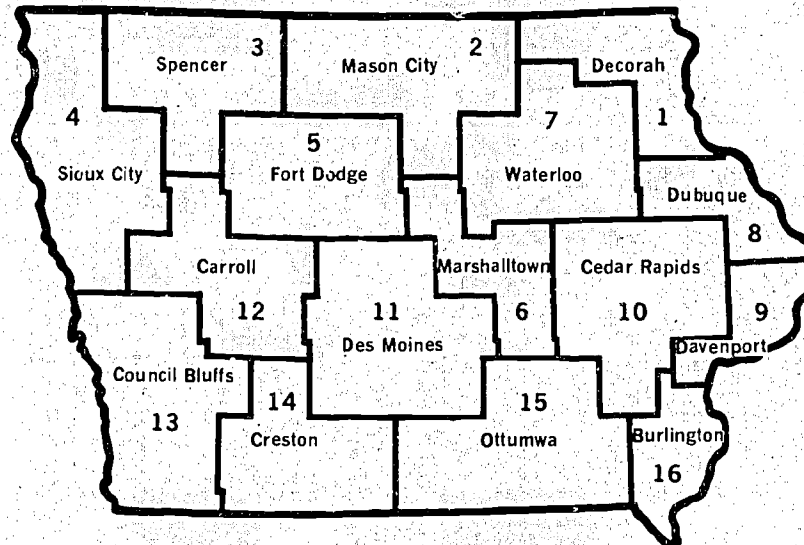 3
Spencer
2
Mason City
Decorah
1
4
Sioux City
5
Fort Dodge
7
Waterloo
Dubuque
8
Carroll
12
Marshalltown
6
Cedar Rapids
10
9
Davenport
11
Des Moines
Council Bluffs
13
14
Creston
15
Ottumwa
Burlington
16